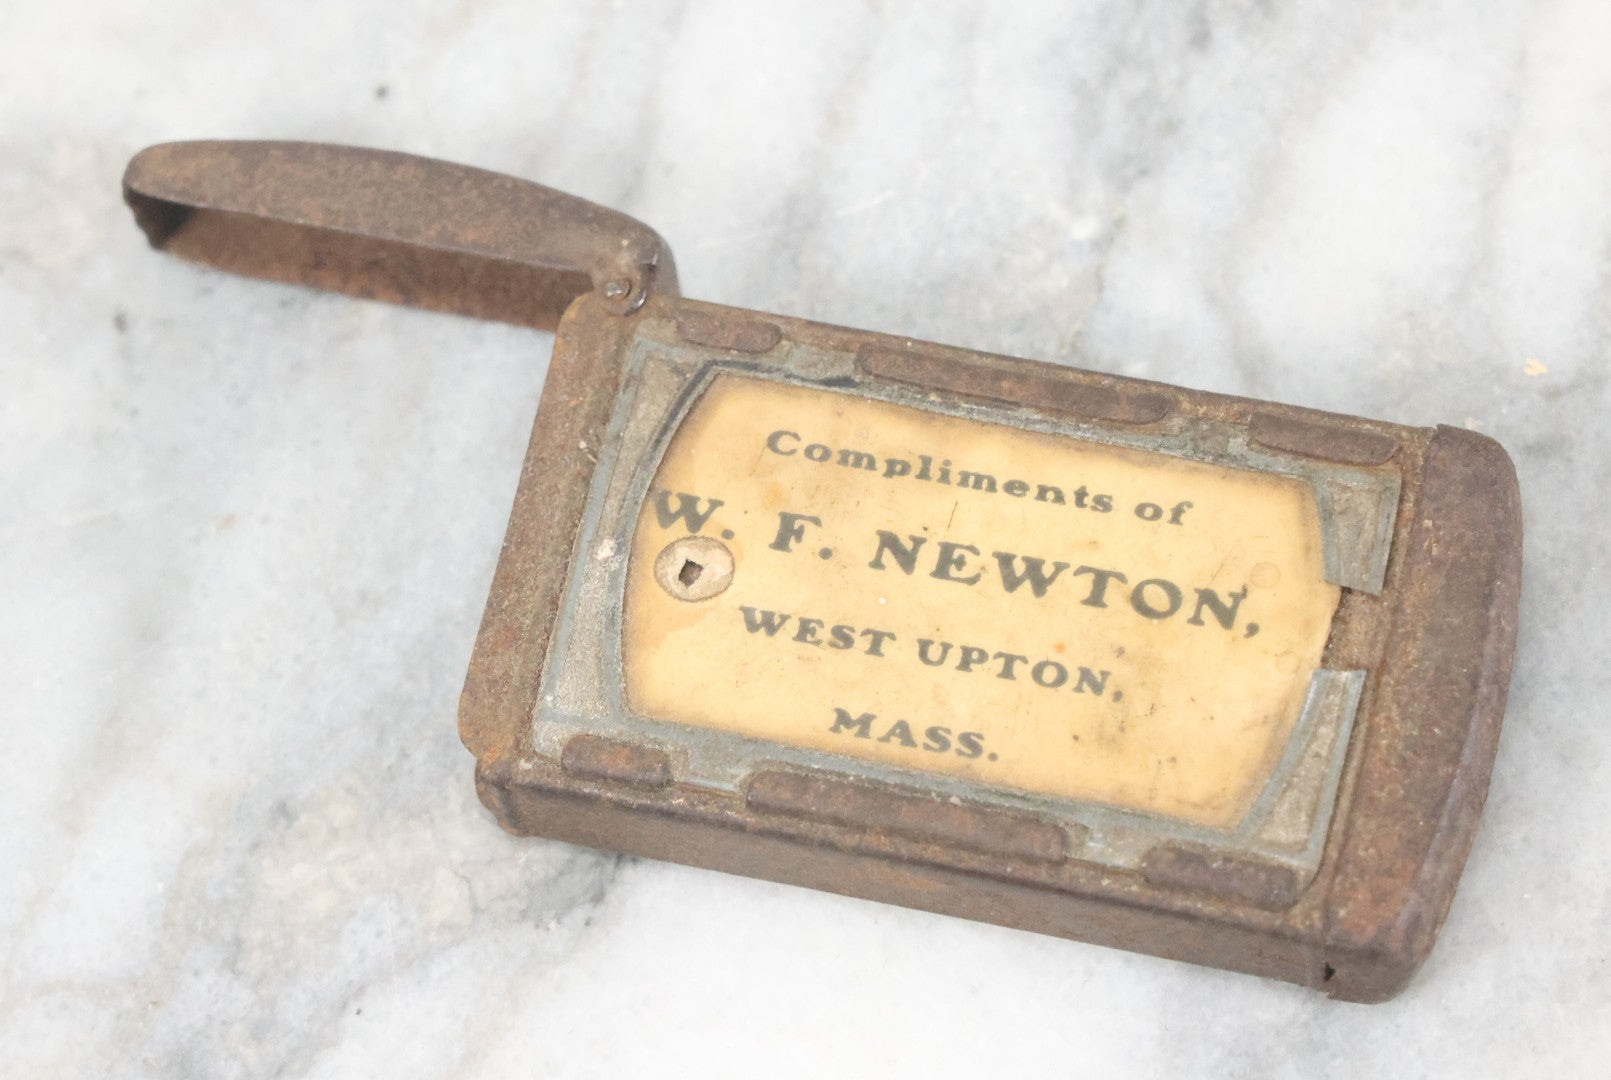 Compliments of
W. F. NEWTON,
WEST UPTON,
MASS.